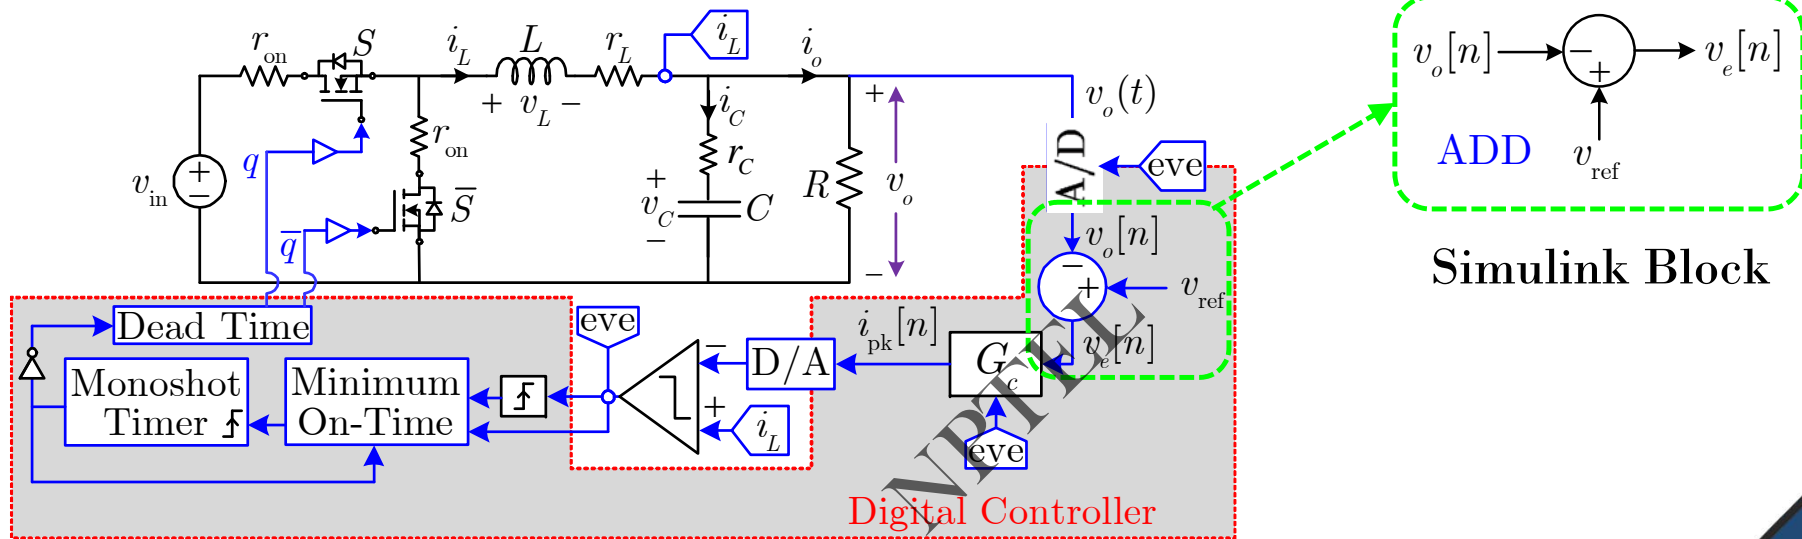 r_on
S
i_L
L
r_L
i_L
i_o
+ v_L −
i_C
+
v_o(t)
v_o[n]
−
+
v_e[n]
ADD
v_ref
q
r_on
v_in
+
−
r_C
+
v_C
−
C
R
v_o
−
A/D
eve
S̅
q̅
v_o[n]
−
+
v_ref
Simulink Block
Dead Time
eve
i_pk[n]
v_e[n]
Monoshot
Timer
Minimum
On-Time
−
+
D/A
i_L
G_c
eve
NPTEL
Digital Controller